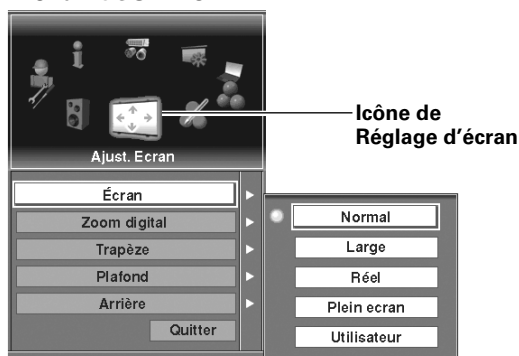 Icône de
Réglage d'écran
Ajust. Ecran
Écran
Zoom digital
Trapèze
Plafond
Arrière
Quitter
Normal
Large
Réel
Plein ecran
Utilisateur